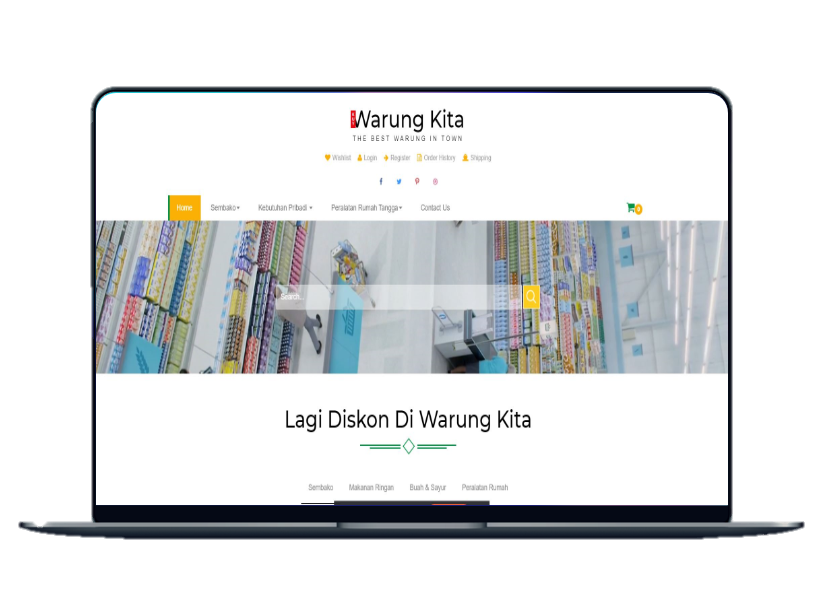 Warung Kita
THE BEST WARUNG IN TOWN
Wishlist Login Register Order History Shipping
Home Sembako Kebutuhan Pribadi Peralatan Rumah Tangga Contact Us
Search...
Lagi Diskon Di Warung Kita
Sembako Makanan Ringan Buah & Sayur Peralatan Rumah